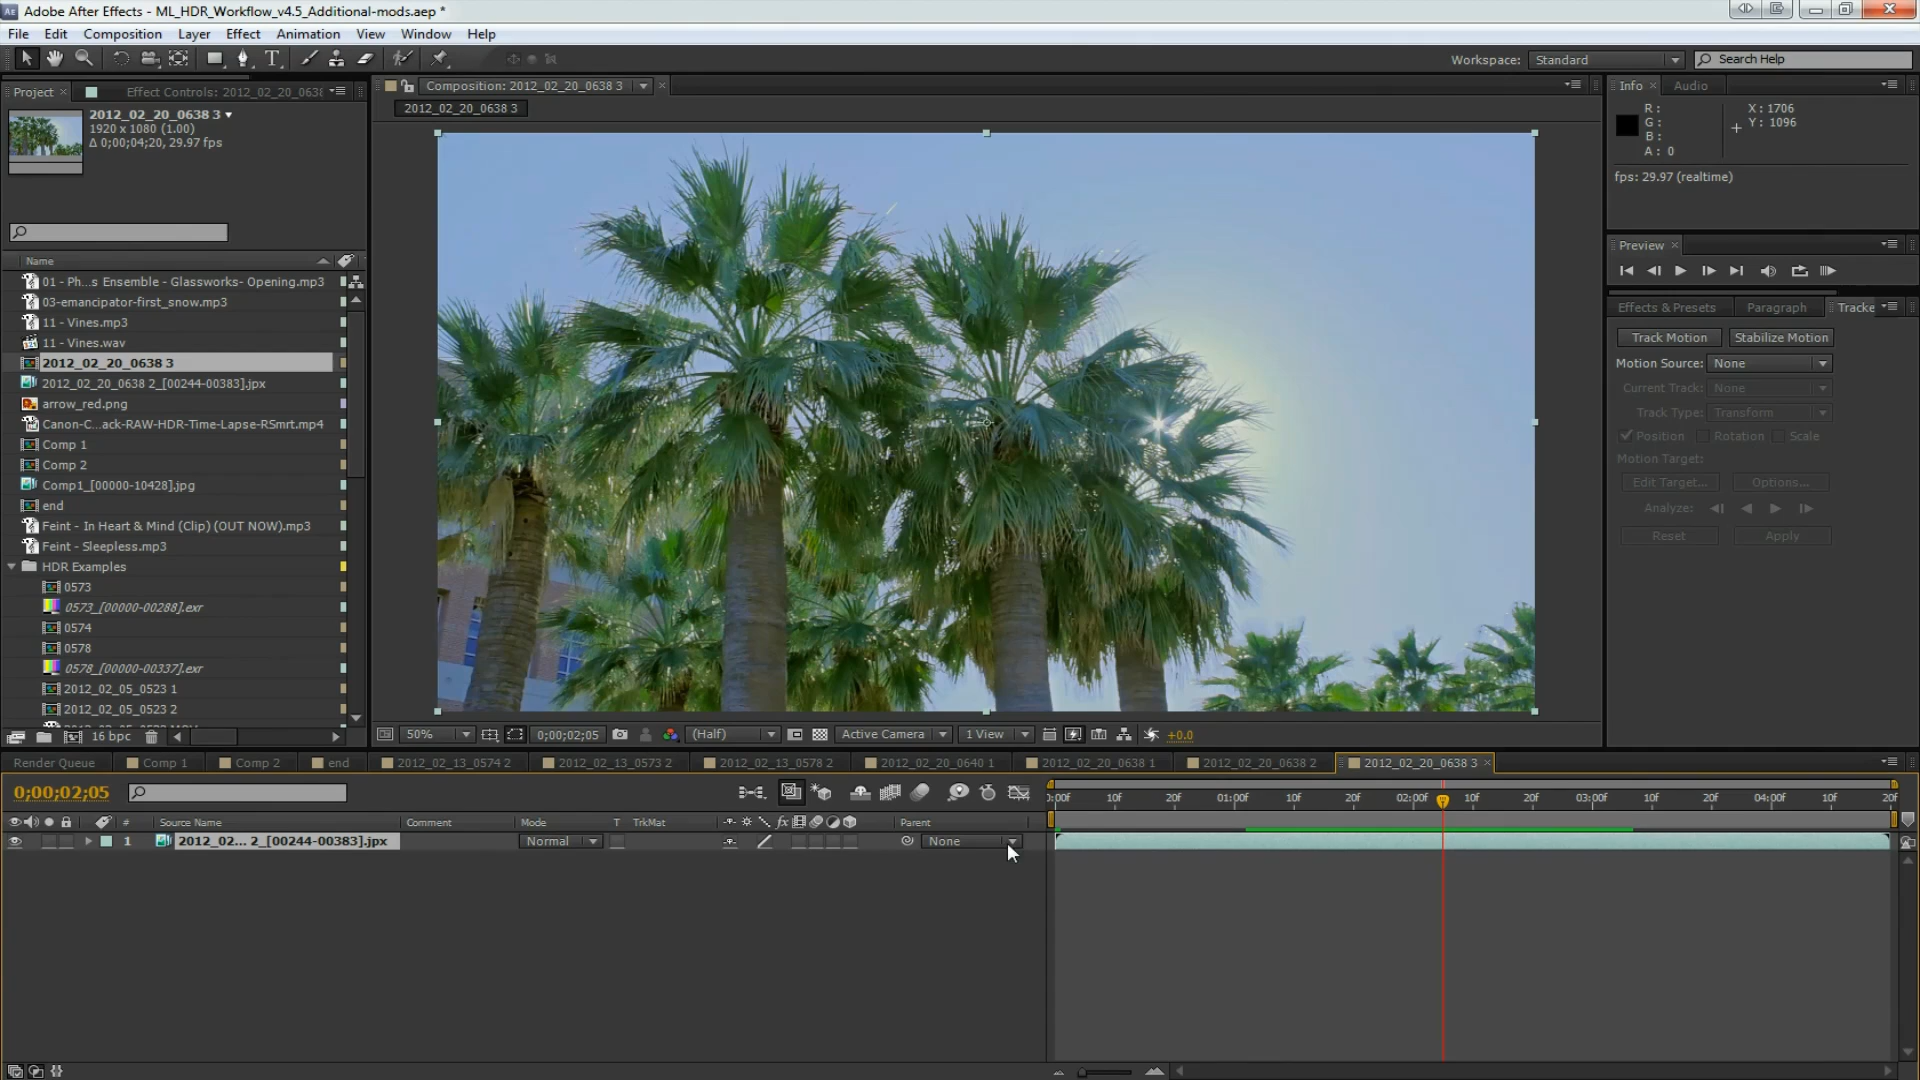 Adobe After Effects - ML_HDR_Workflow_v4.5_Additional-mods.aep *
File Edit Composition Layer Effect Animation View Window Help
Workspace: Standard Search Help
Project Effect Controls: 2012_02_20_0638
2012_02_20_0638 3
1920 x 1080 (1.00)
Δ 0;00;04;20, 29.97 fps
Name
01 - Ph...s Ensemble - Glassworks- Opening.mp3
03-emancipator-first_snow.mp3
11 - Vines.mp3
11 - Vines.wav
2012_02_20_0638 3
2012_02_20_0638 2_[00244-00383].jpx
arrow_red.png
Canon-C...ack-RAW-HDR-Time-Lapse-RSmrt.mp4
Comp 1
Comp 2
Comp1_[00000-10428].jpg
end
Feint - In Heart & Mind (Clip) (OUT NOW).mp3
Feint - Sleepless.mp3
HDR Examples
0573
0573_[00000-00288].exr
0574
0578
0578_[00000-00337].exr
2012_02_05_0523 1
2012_02_05_0523 2
16 bpc
Composition: 2012_02_20_0638 3
2012_02_20_0638 3
50% 0;00;02;05 (Half) Active Camera 1 View +0.0
Info Audio
R :
G :
B :
A : 0
X : 1706
Y : 1096
fps: 29.97 (realtime)
Preview
Effects & Presets Paragraph Tracke
Track Motion Stabilize Motion
Motion Source: None
Current Track: None
Track Type: Transform
Position Rotation Scale
Motion Target:
Edit Target... Options...
Analyze:
Reset Apply
Render Queue Comp 1 Comp 2 end 2012_02_13_0574 2 2012_02_13_0573 2 2012_02_13_0578 2 2012_02_20_0640 1 2012_02_20_0638 1 2012_02_20_0638 2 2012_02_20_0638 3
0;00;02;05
):00f 10f 20f 01:00f 10f 20f 02:00f 10f 20f 03:00f 10f 20f 04:00f 10f 20f
# Source Name Comment Mode T TrkMat fx Parent
1 2012_02... 2_[00244-00383].jpx Normal None